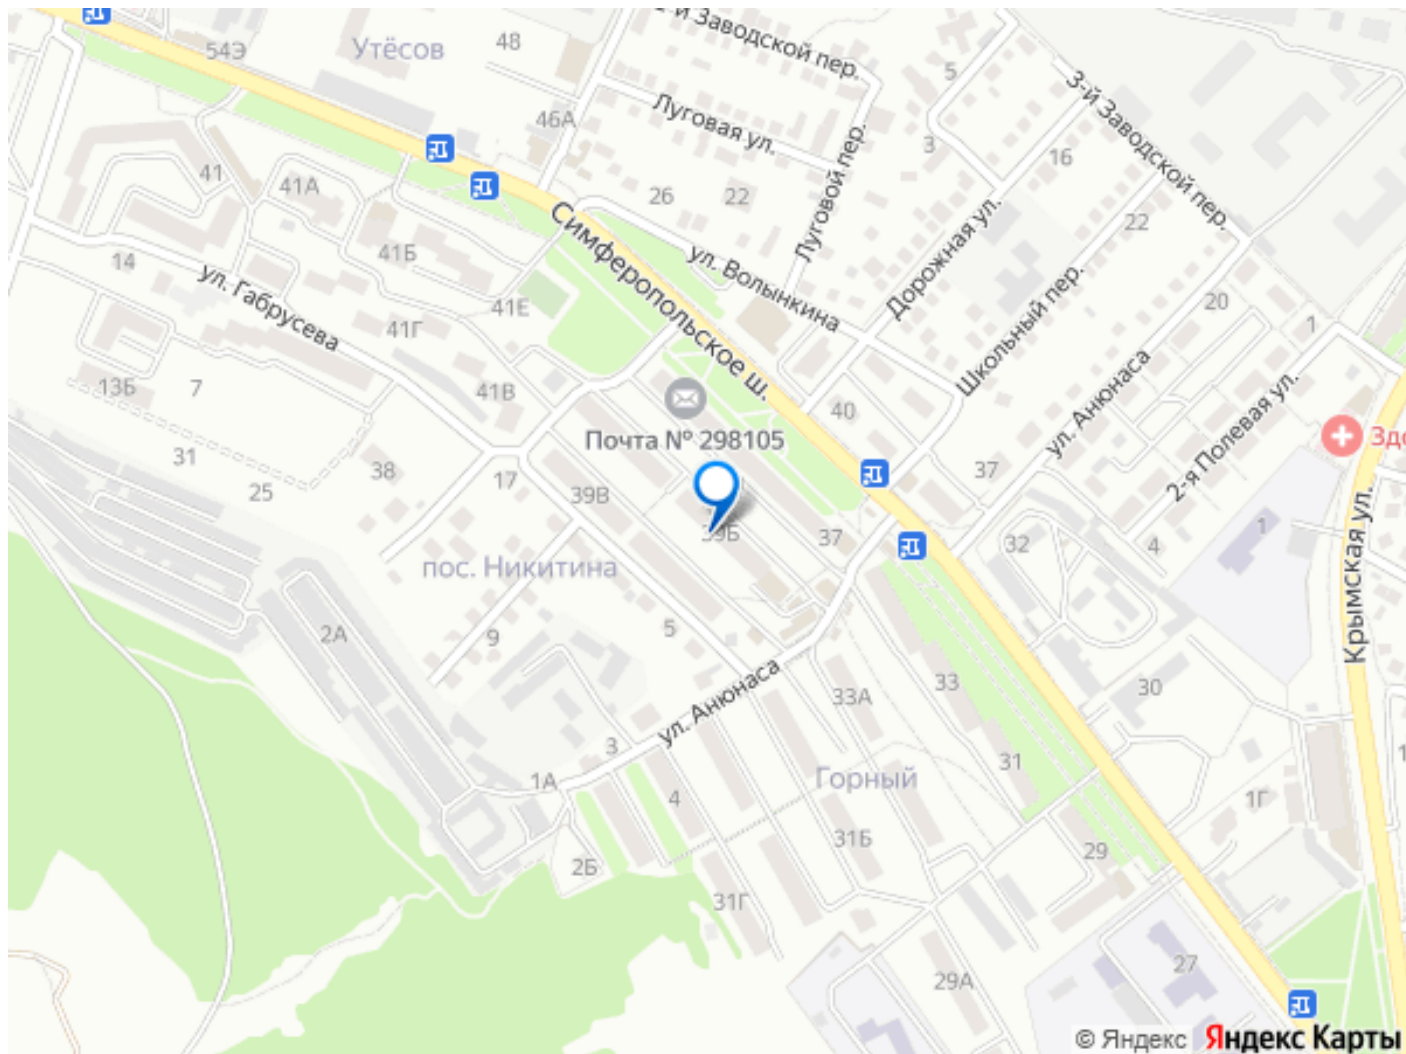 2-й Заводской пер.
54Э
Утёсов
48
5
3-й Заводской пер.
46А
Луговая ул.
3
16
41
41А
26
22
Луговой пер.
Дорожная ул.
22
14
41Б
Симферопольское ш.
ул. Волынкина
ул. Габрусева
41Е
41Г
Школьный пер.
20
1
13Б
7
41В
40
ул. Анюнаса
2-я Полевая ул.
Почта № 298105
Здо
31
25
38
17
39В
39Б
37
37
32
4
1
Крымская ул.
пос. Никитина
2А
9
5
33А
33
30
ул. Анюнаса
3
1А
Горный
31
4
31Б
1Г
2Б
29
31Г
29А
27
© Яндекс Яндекс Карты